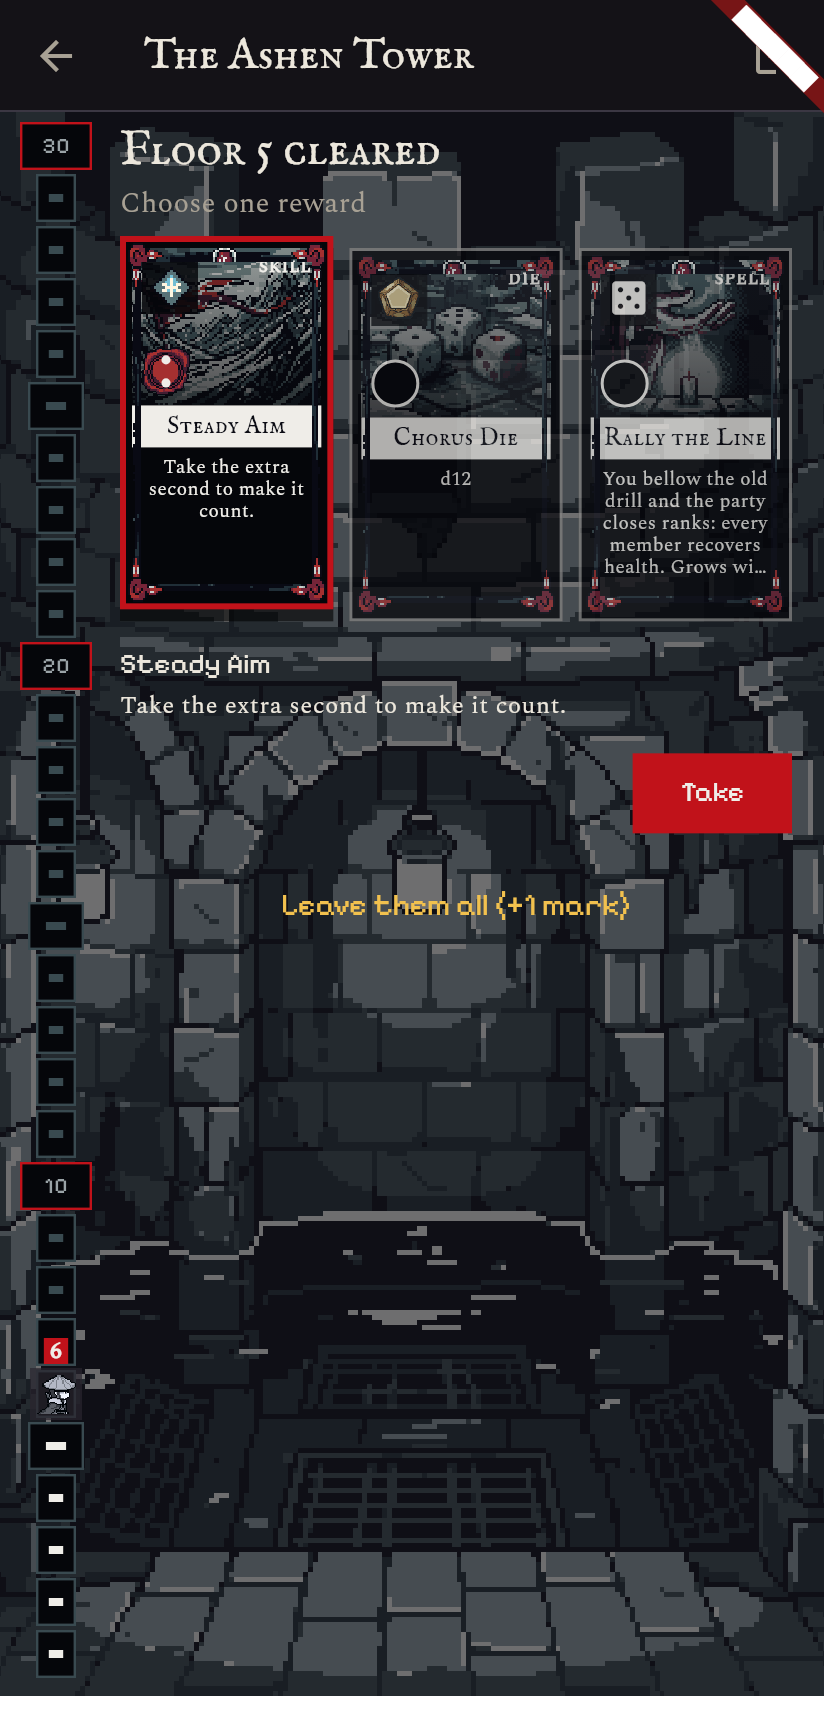 The Ashen Tower
30
Floor 5 cleared
Choose one reward
SKILL
Steady Aim
Take the extra
second to make it
count.
DIE
Chorus Die
d12
SPELL
Rally the Line
You bellow the old
drill and the party
closes ranks: every
member recovers
health. Grows wi…
20
Steady Aim
Take the extra second to make it count.
Take
Leave them all (+1 mark)
10
6